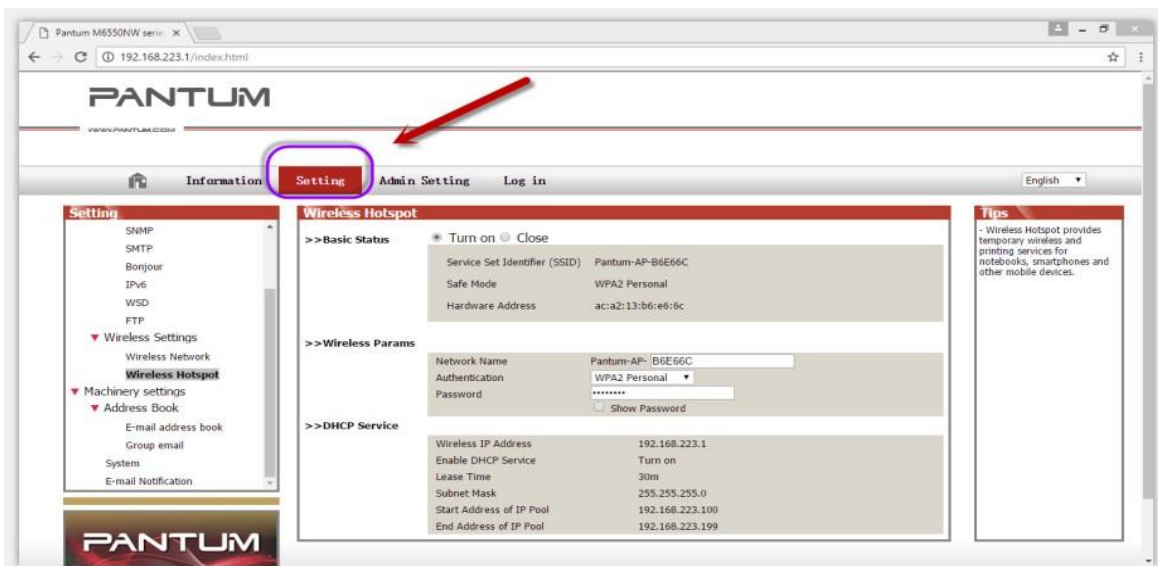 Pantum M6550NW serie
192.168.223.1/index.html
PANTUM
WWW.PANTUM.COM
Information Setting Admin Setting Log in English
Setting
SNMP
SMTP
Bonjour
IPv6
WSD
FTP
Wireless Settings
Wireless Network
Wireless Hotspot
Machinery settings
Address Book
E-mail address book
Group email
System
E-mail Notification
PANTUM
Wireless Hotspot
>>Basic Status Turn on Close
Service Set Identifier (SSID) Pantum-AP-B6E66C
Safe Mode WPA2 Personal
Hardware Address ac:a2:13:b6:e6:6c
>>Wireless Params
Network Name Pantum-AP- B6E66C
Authentication WPA2 Personal
Password ********
Show Password
>>DHCP Service
Wireless IP Address 192.168.223.1
Enable DHCP Service Turn on
Lease Time 30m
Subnet Mask 255.255.255.0
Start Address of IP Pool 192.168.223.100
End Address of IP Pool 192.168.223.199
Tips
- Wireless Hotspot provides
temporary wireless and
printing services for
notebooks, smartphones and
other mobile devices.